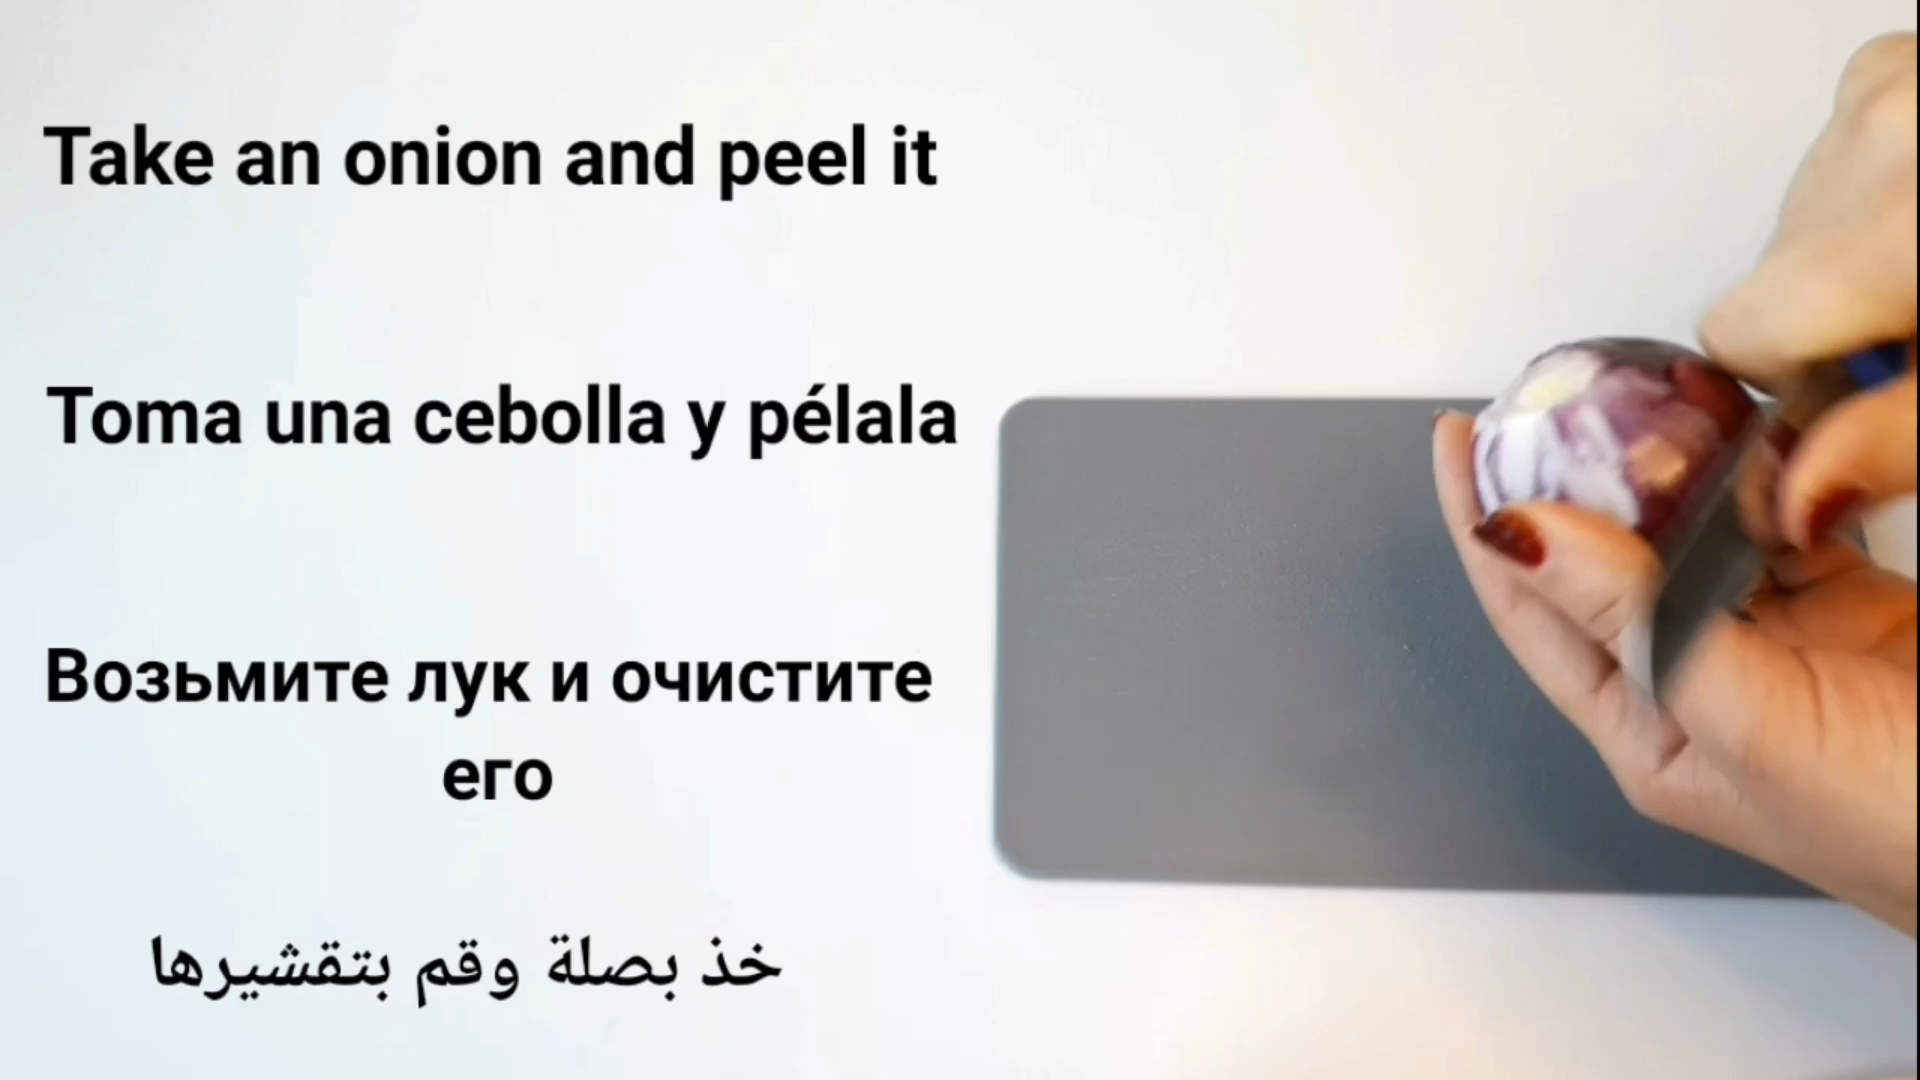 Take an onion and peel it
Toma una cebolla y pélala
Возьмите лук и очистите
его
خذ بصلة وقم بتقشيرها